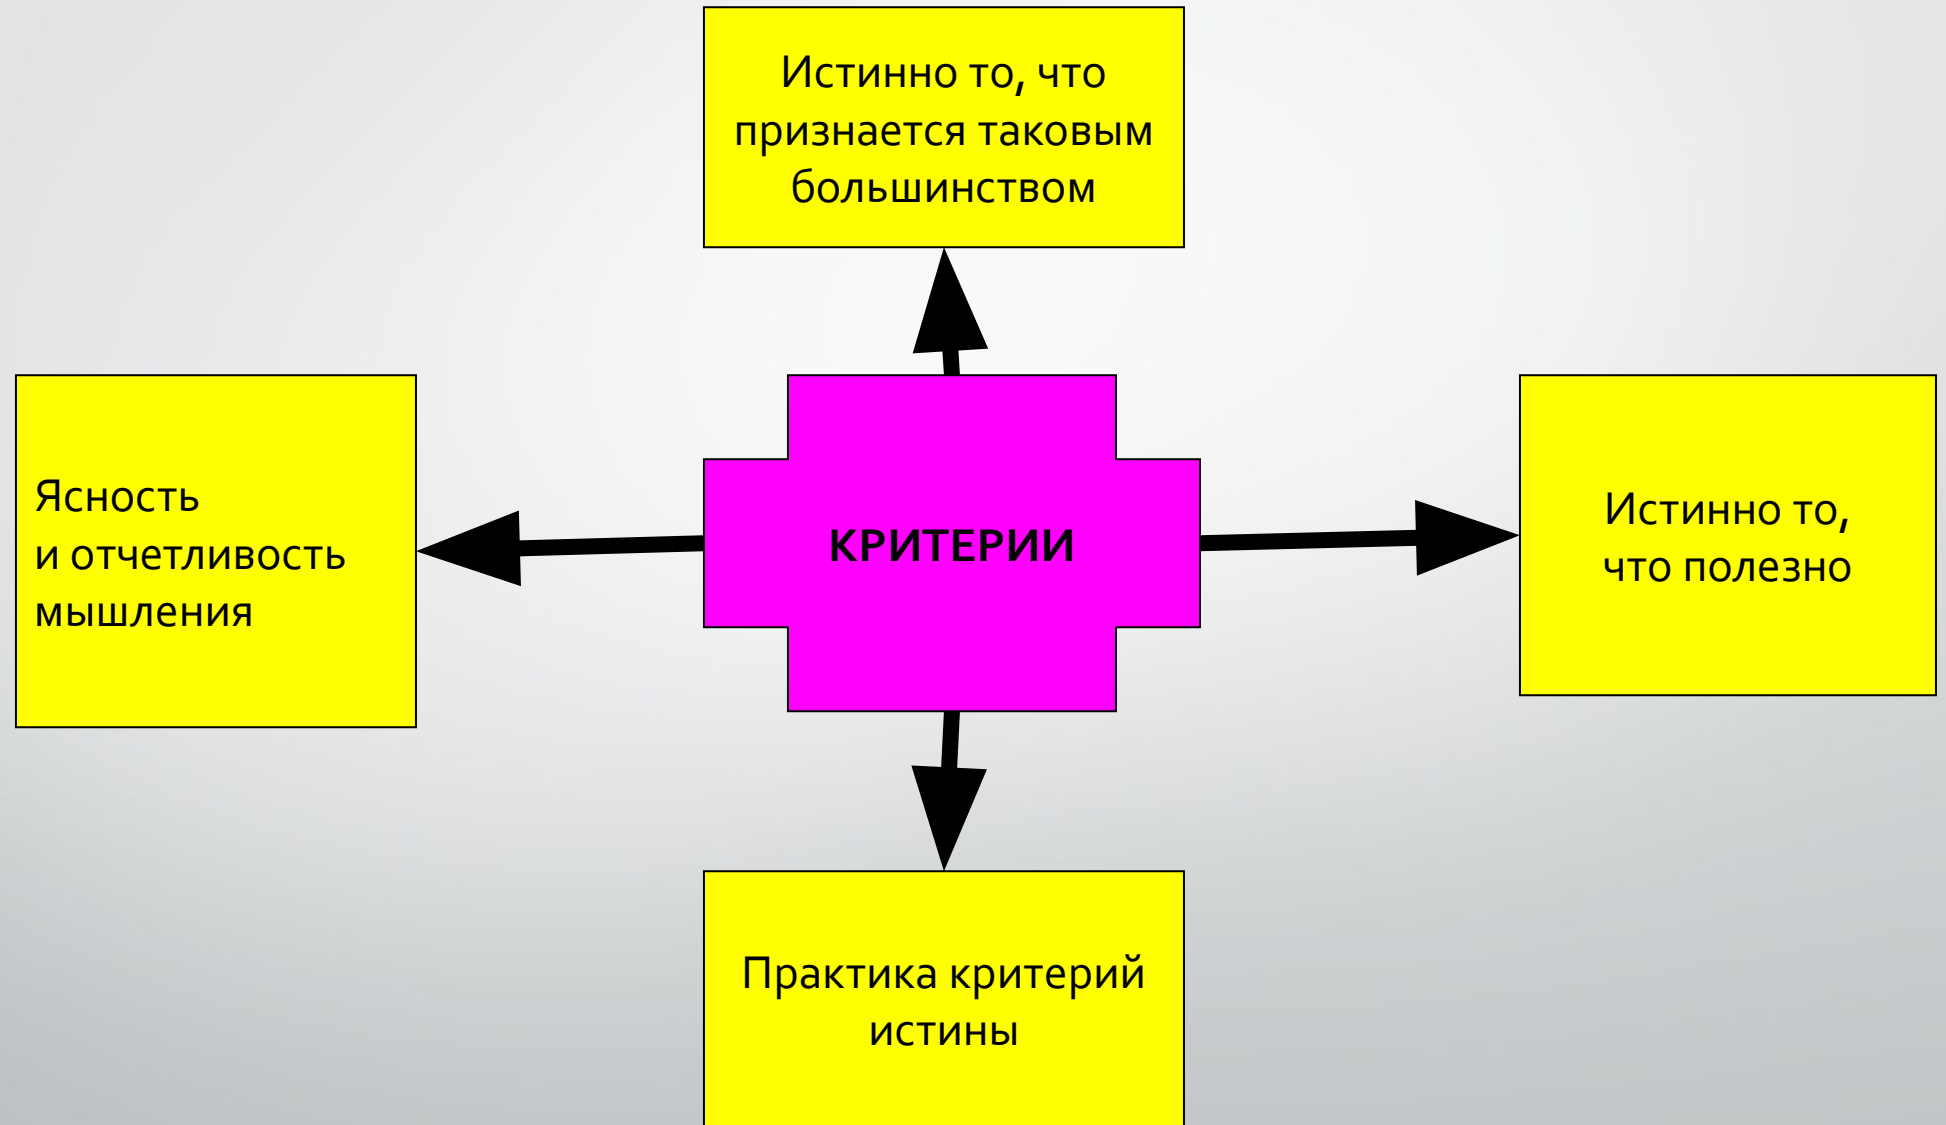 Истинно то, что
признается таковым
большинством
Ясность
и отчетливость
мышления
КРИТЕРИИ
Истинно то,
что полезно
Практика критерий
истины